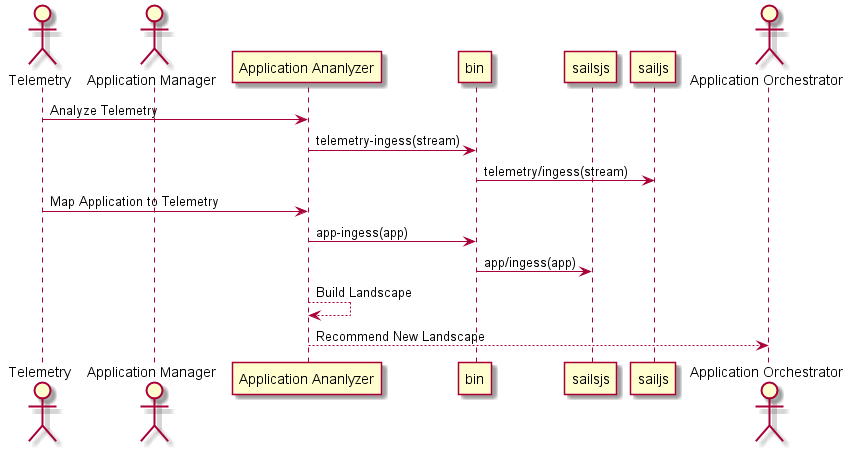 Telemetry
Application Manager
Application Ananlyzer
bin
sailsjs
sailjs
Application Orchestrator
Analyze Telemetry
telemetry-ingess(stream)
telemetry/ingess(stream)
Map Application to Telemetry
app-ingess(app)
app/ingess(app)
Build Landscape
Recommend New Landscape
Telemetry
Application Manager
Application Ananlyzer
bin
sailsjs
sailjs
Application Orchestrator